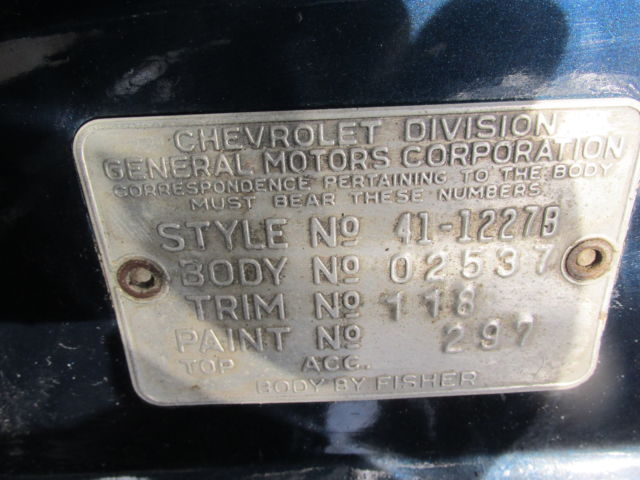 CHEVROLET DIVISION
GENERAL MOTORS CORPORATION
CORRESPONDENCE PERTAINING TO THE BODY
MUST BEAR THESE NUMBERS
STYLE Nº 41-1227B
BODY Nº 02537
TRIM Nº 118
PAINT Nº 297
TOP ACC.
BODY BY FISHER